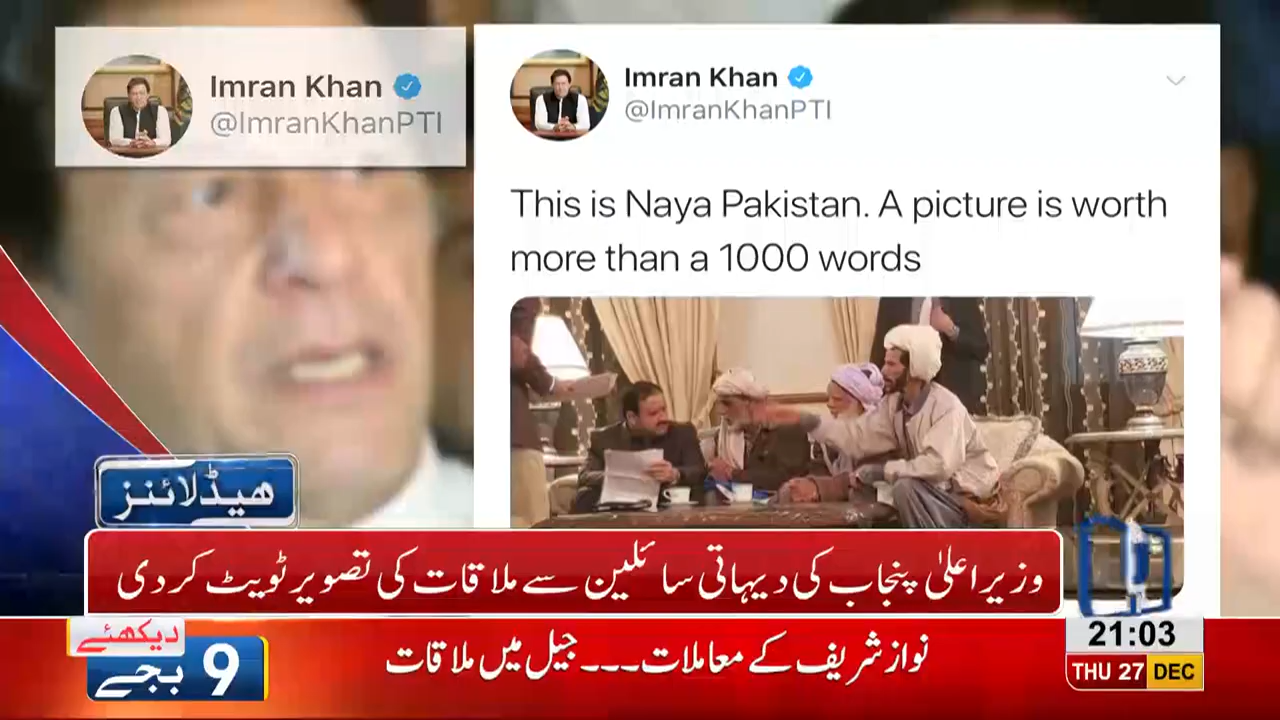 Imran Khan
@ImranKhanPTI
Imran Khan
@ImranKhanPTI
This is Naya Pakistan. A picture is worth
more than a 1000 words
ھیڈلائنز
وزیراعلیٰ پنجاب کی دیہاتی سائلین سے ملاقات کی تصویر ٹویٹ کر دی
دیکھئے
9 بجے
نواز شریف کے معاملات۔۔۔جیل میں ملاقات
21:03
THU 27 DEC